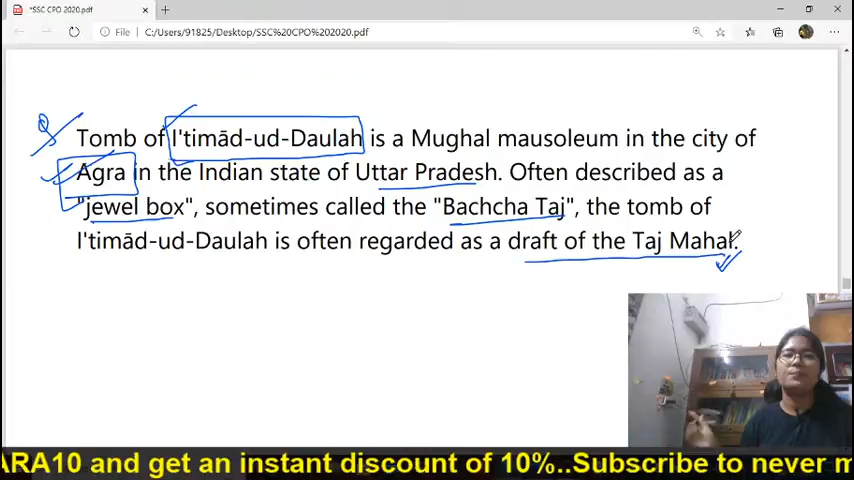 *SSC CPO 2020.pdf
File
C:/Users/91825/Desktop/SSC%20CPO%202020.pdf
Q
Tomb of I'timād-ud-Daulah is a Mughal mausoleum in the city of
Agra in the Indian state of Uttar Pradesh. Often described as a
"jewel box", sometimes called the "Bachcha Taj", the tomb of
I'timād-ud-Daulah is often regarded as a draft of the Taj Mahal.
ARA10 and get an instant discount of 10%..Subscribe to never m